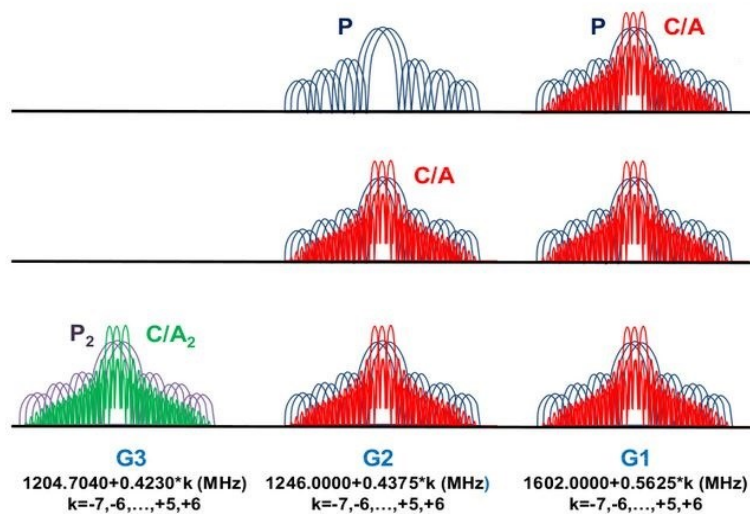 P P C/A
C/A
P₂ C/A₂
G3 G2 G1
1204.7040+0.4230*k (MHz) 1246.0000+0.4375*k (MHz) 1602.0000+0.5625*k (MHz)
k=-7,-6,...,+5,+6 k=-7,-6,...,+5,+6 k=-7,-6,...,+5,+6